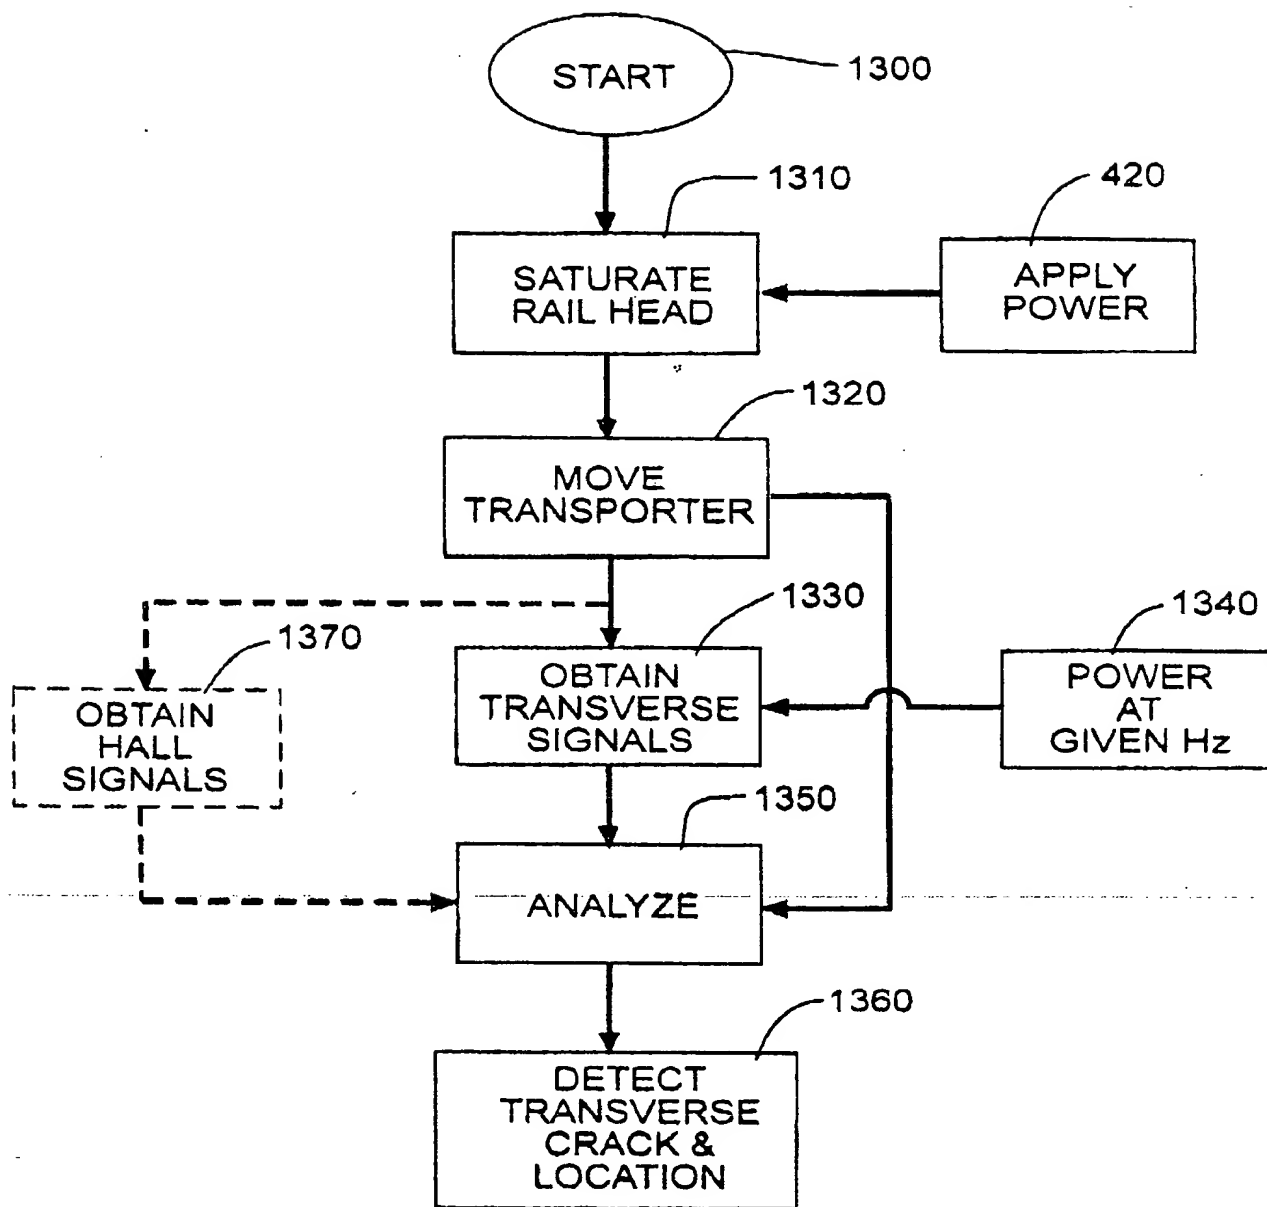 START
1300
1310
420
SATURATE
RAIL HEAD
APPLY
POWER
1320
MOVE
TRANSPORTER
1330
1340
1370
OBTAIN
TRANSVERSE
SIGNALS
POWER
AT
GIVEN Hz
OBTAIN
HALL
SIGNALS
1350
ANALYZE
1360
DETECT
TRANSVERSE
CRACK &
LOCATION